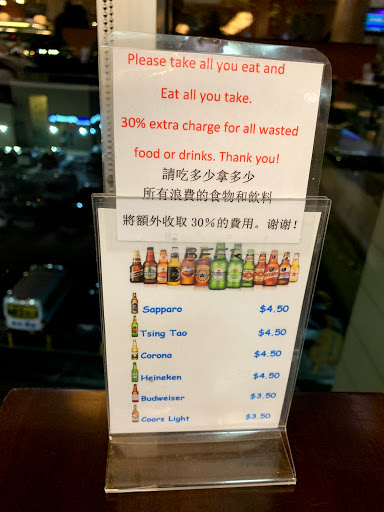 Please take all you eat and
Eat all you take.
30% extra charge for all wasted
food or drinks. Thank you!
請吃多少拿多少
所有浪費的食物和飲料
將額外收取 30%的費用。谢谢！
Sapparo $4.50
Tsing Tao $4.50
Corona $4.50
Heineken $4.50
Budweiser $3.50
Coors Light $3.50